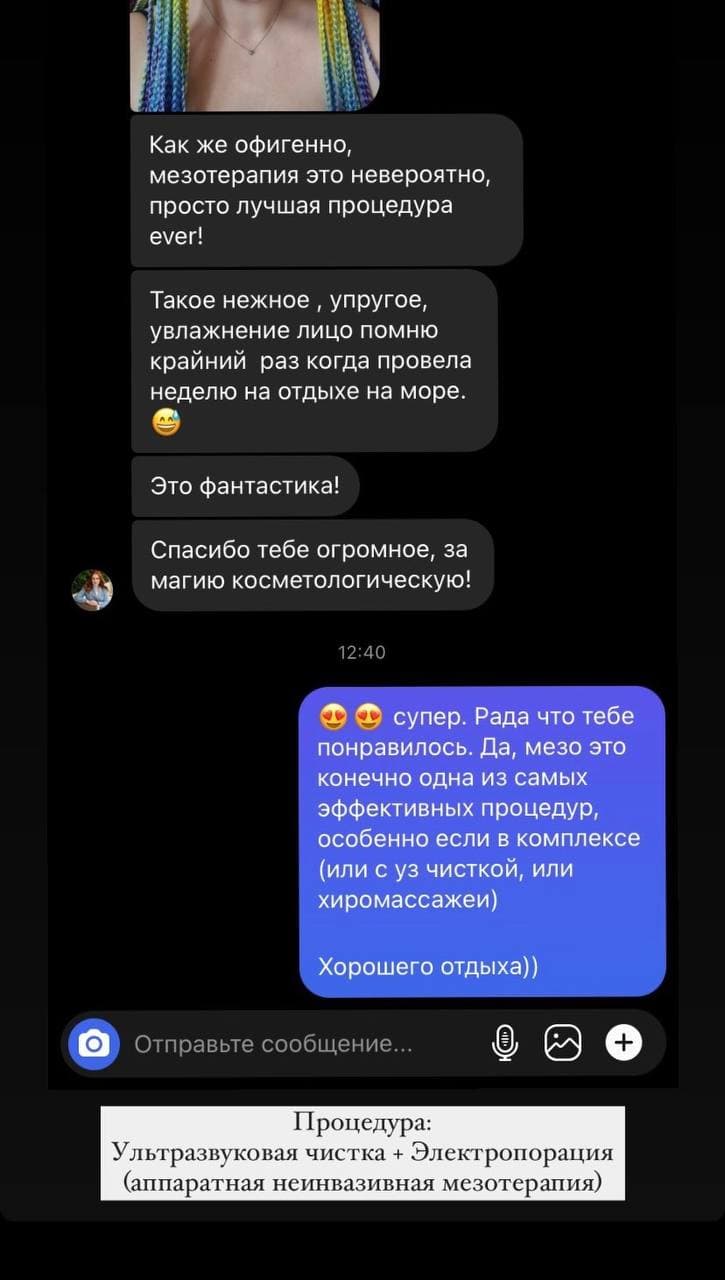 Как же офигенно,
мезотерапия это невероятно,
просто лучшая процедура
ever!
Такое нежное , упругое,
увлажнение лицо помню
крайний раз когда провела
неделю на отдыхе на море.
😅
Это фантастика!
Спасибо тебе огромное, за
магию косметологическую!
12:40
😍😍 супер. Рада что тебе
понравилось. Да, мезо это
конечно одна из самых
эффективных процедур,
особенно если в комплексе
(или с уз чисткой, или
хиромассажеи)
Хорошего отдыха))
Отправьте сообщение...
Процедура:
Ультразвуковая чистка + Электропорация
(аппаратная неинвазивная мезотерапия)